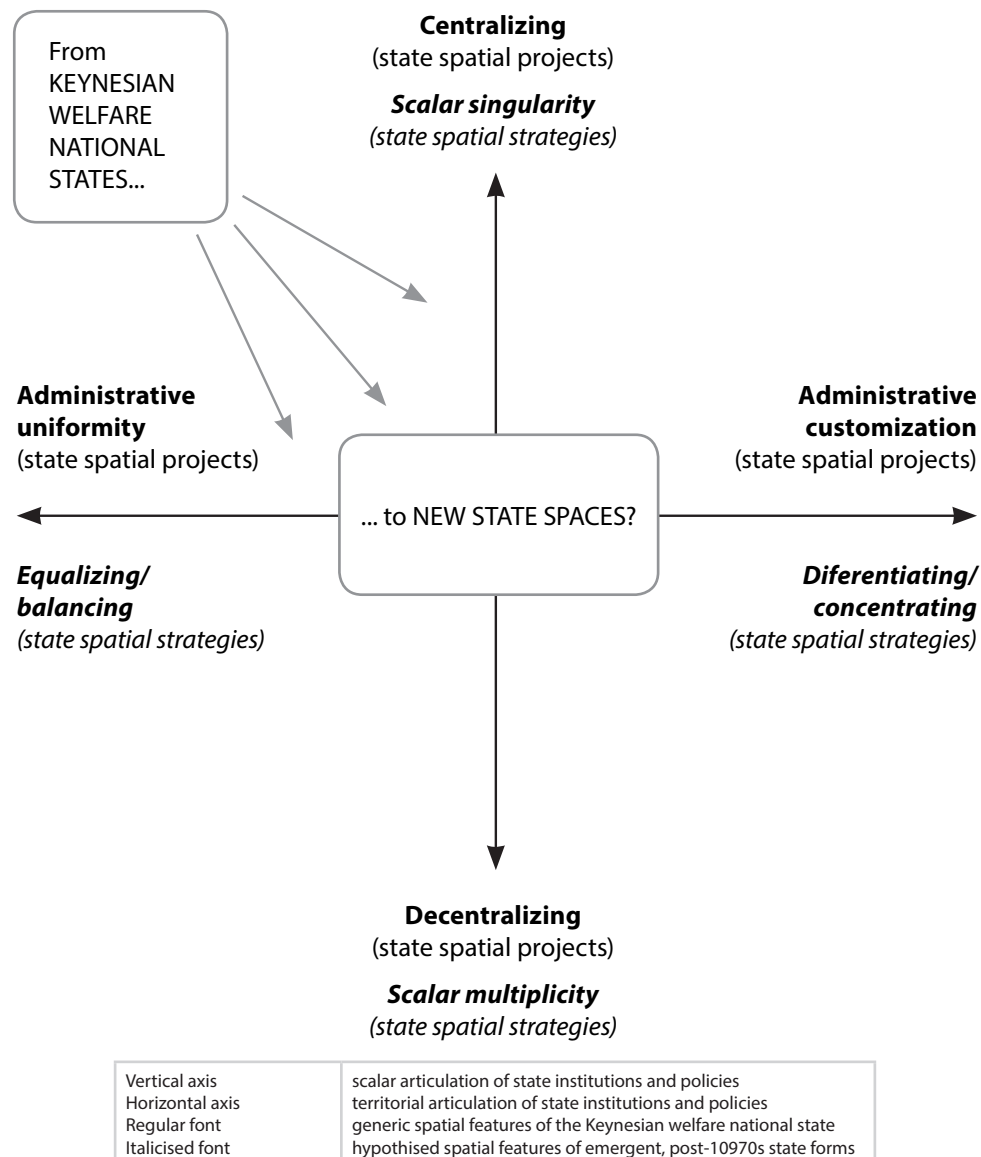 From
KEYNESIAN
WELFARE
NATIONAL
STATES...
Centralizing
(state spatial projects)
Scalar singularity
(state spatial strategies)
Administrative
uniformity
(state spatial projects)
Administrative
customization
(state spatial projects)
... to NEW STATE SPACES?
Equalizing/
balancing
(state spatial strategies)
Diferentiating/
concentrating
(state spatial strategies)
Decentralizing
(state spatial projects)
Scalar multiplicity
(state spatial strategies)
Vertical axis scalar articulation of state institutions and policies
Horizontal axis territorial articulation of state institutions and policies
Regular font generic spatial features of the Keynesian welfare national state
Italicised font hypothised spatial features of emergent, post-10970s state forms